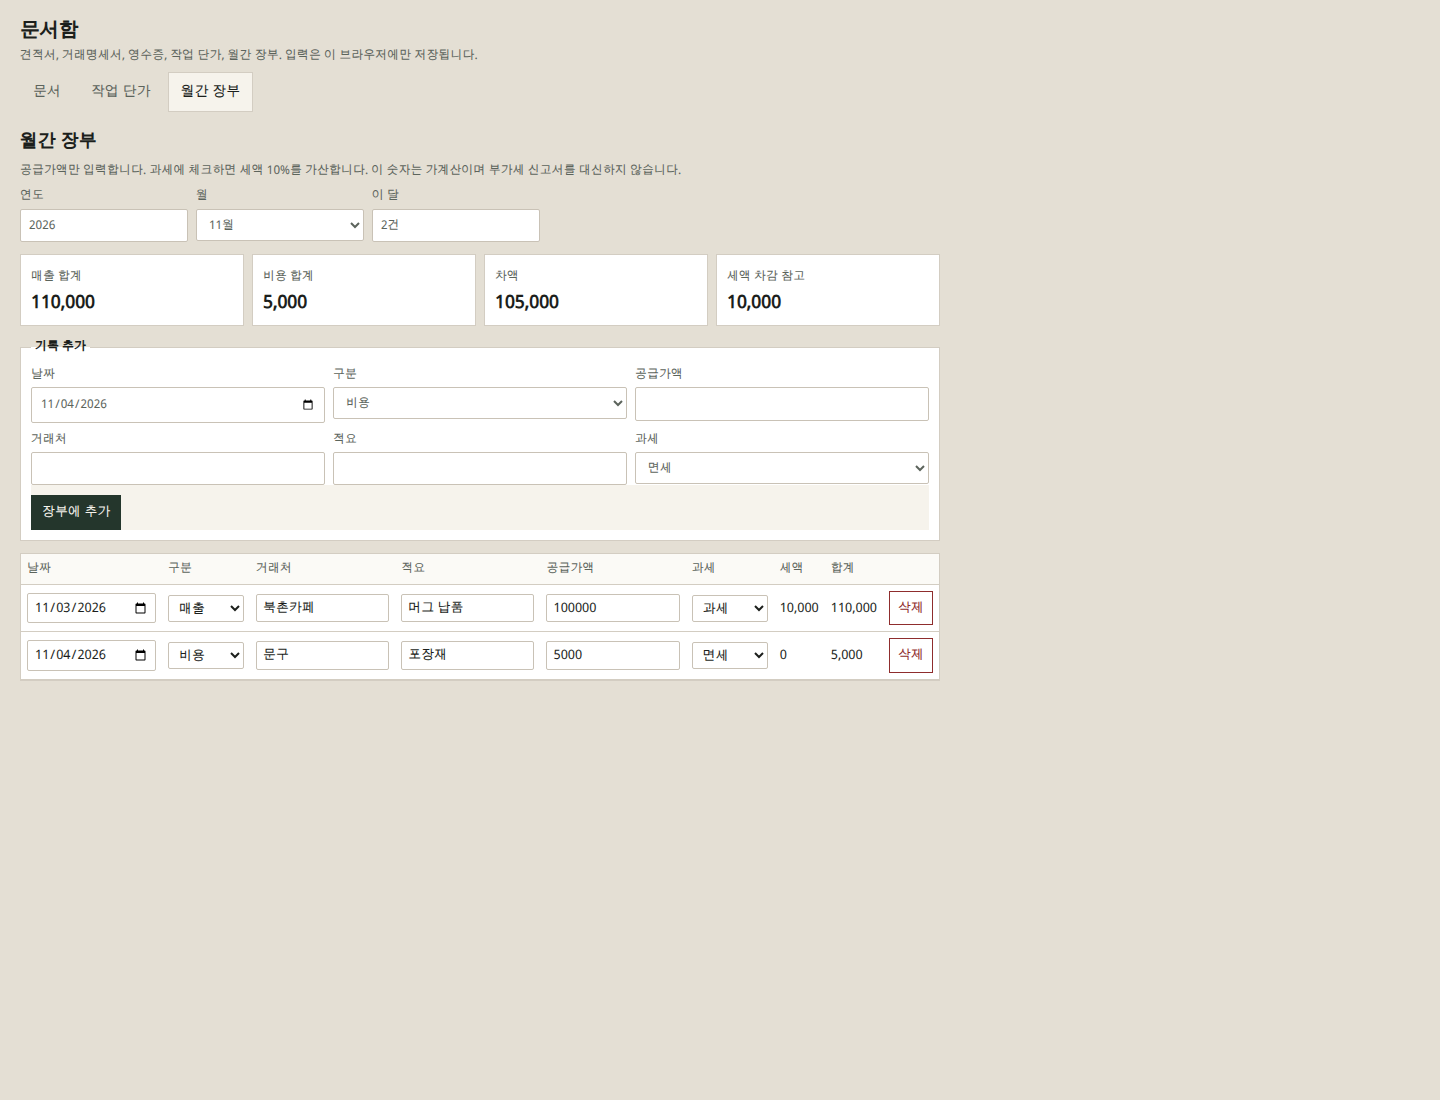 문서함
견적서, 거래명세서, 영수증, 작업 단가, 월간 장부. 입력은 이 브라우저에만 저장됩니다.
문서 작업 단가 월간 장부
월간 장부
공급가액만 입력합니다. 과세에 체크하면 세액 10%를 가산합니다. 이 숫자는 가계산이며 부가세 신고서를 대신하지 않습니다.
연도 월 이 달
2026 11월 2건
매출 합계 비용 합계 차액 세액 차감 참고
110,000 5,000 105,000 10,000
기록 추가
날짜 구분 공급가액
11/04/2026 비용
거래처 적요 과세
면세
장부에 추가
날짜 구분 거래처 적요 공급가액 과세 세액 합계
11/03/2026 매출 북촌카페 머그 납품 100000 과세 10,000 110,000 삭제
11/04/2026 비용 문구 포장재 5000 면세 0 5,000 삭제